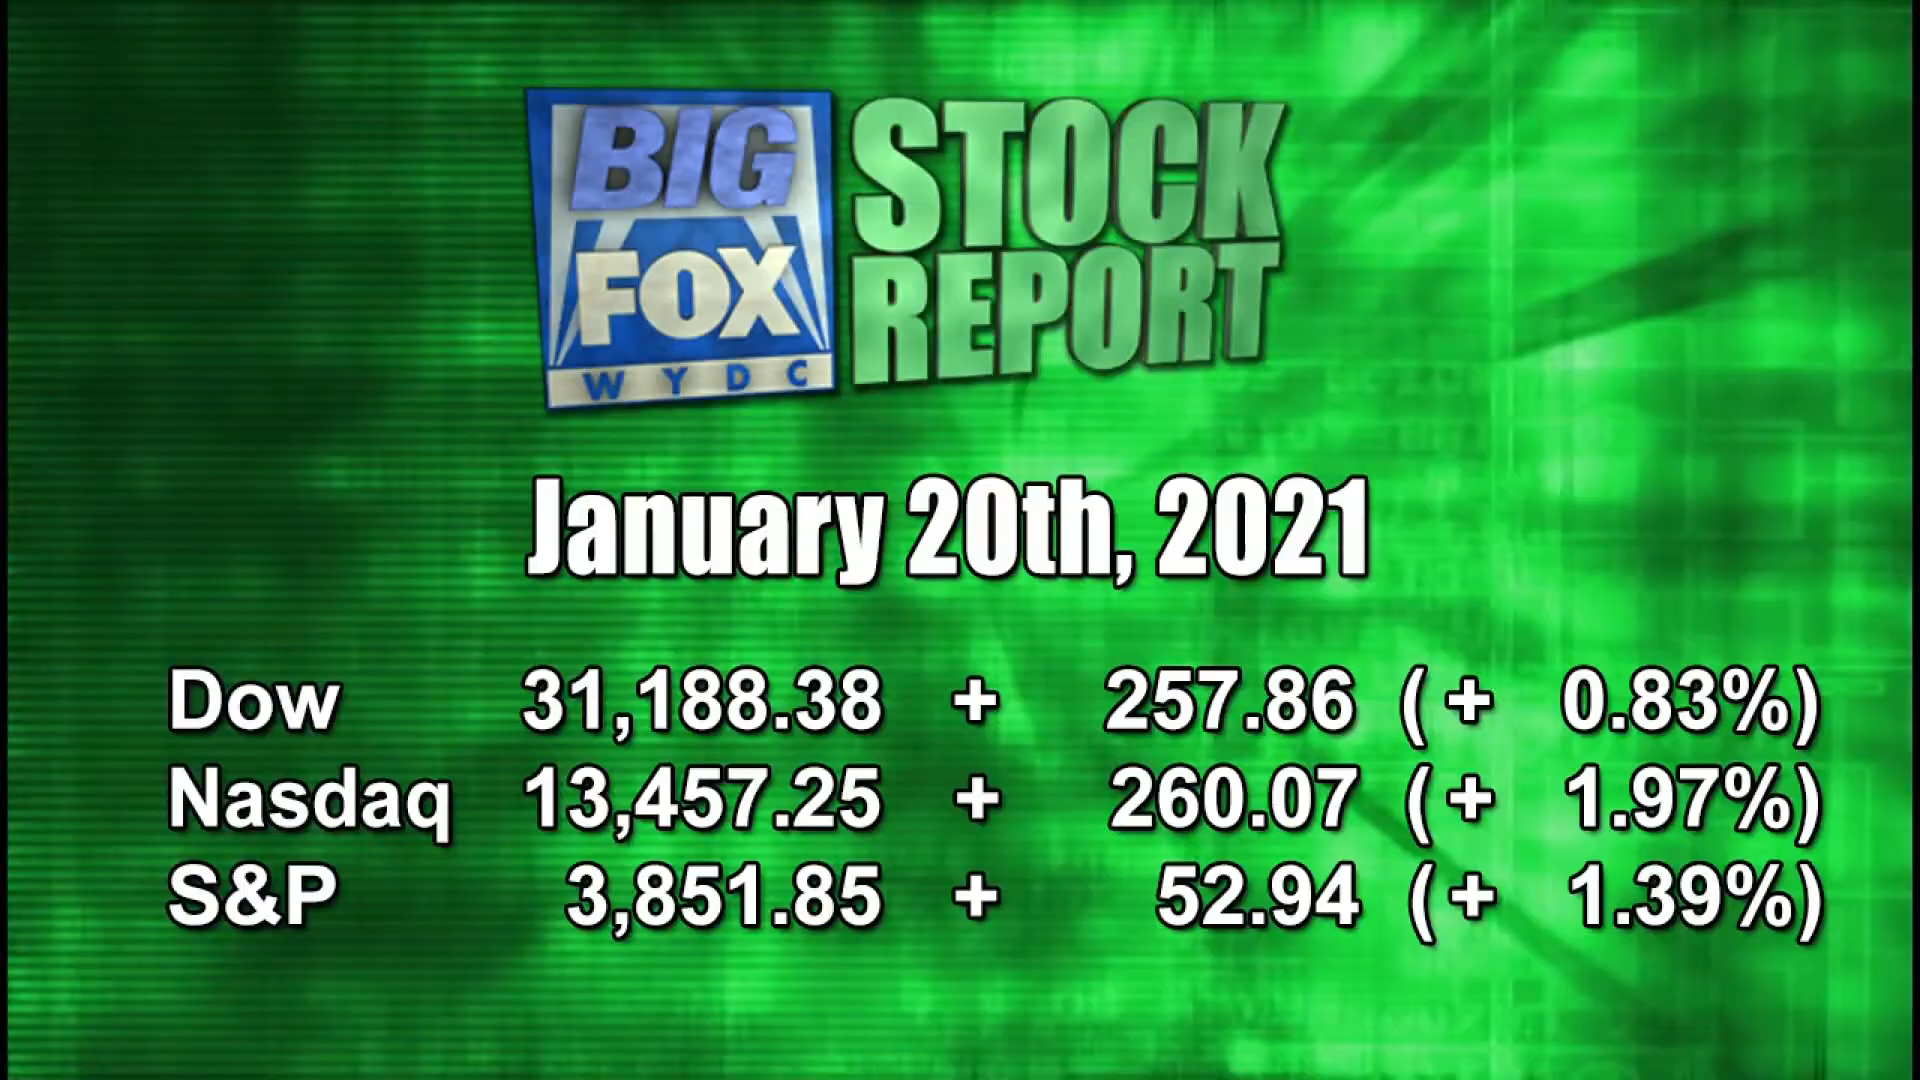 BIG
FOX
WYDC
STOCK
REPORT
January 20th, 2021
Dow 31,188.38 + 257.86 (+ 0.83%)
Nasdaq 13,457.25 + 260.07 (+ 1.97%)
S&P 3,851.85 + 52.94 (+ 1.39%)